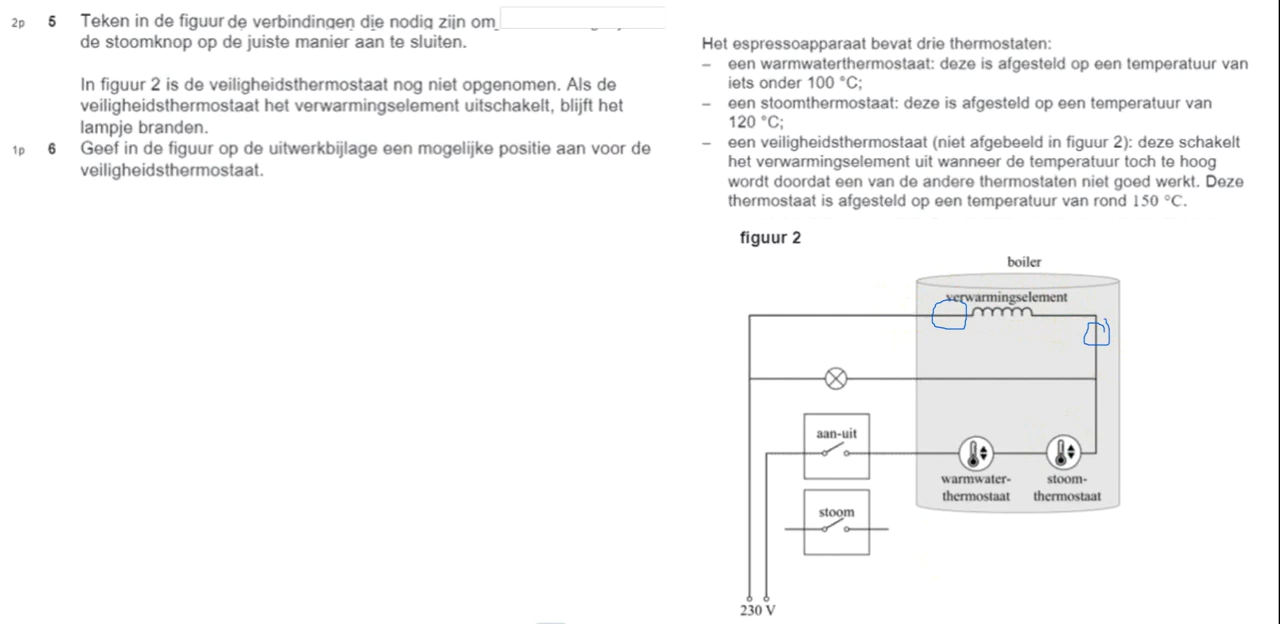 2p 5 Teken in de figuur de verbindingen die nodig zijn om
de stoomknop op de juiste manier aan te sluiten.
In figuur 2 is de veiligheidsthermostaat nog niet opgenomen. Als de
veiligheidsthermostaat het verwarmingselement uitschakelt, blijft het
lampje branden.
1p 6 Geef in de figuur op de uitwerkbijlage een mogelijke positie aan voor de
veiligheidsthermostaat.
Het espressoapparaat bevat drie thermostaten:
– een warmwaterthermostaat: deze is afgesteld op een temperatuur van
iets onder 100 °C;
– een stoomthermostaat: deze is afgesteld op een temperatuur van
120 °C;
– een veiligheidsthermostaat (niet afgebeeld in figuur 2): deze schakelt
het verwarmingselement uit wanneer de temperatuur toch te hoog
wordt doordat een van de andere thermostaten niet goed werkt. Deze
thermostaat is afgesteld op een temperatuur van rond 150 °C.
figuur 2
boiler
verwarmingselement
aan-uit
warmwater-
thermostaat
stoom-
thermostaat
stoom
230 V